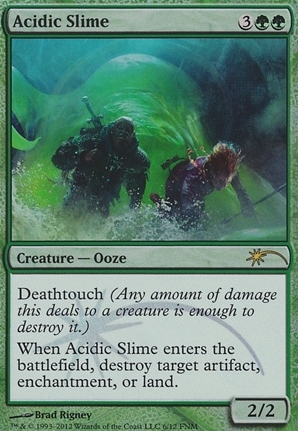 Acidic Slime 3
Creature — Ooze
Deathtouch (Any amount of damage
this deals to a creature is enough to
destroy it.)
When Acidic Slime enters the
battlefield, destroy target artifact,
enchantment, or land.
Brad Rigney
™ & © 1993–2012 Wizards of the Coast LLC 6/12 FNM
2/2